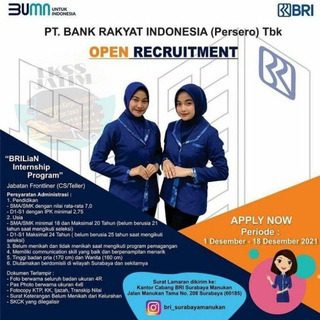 BUMN UNTUK INDONESIA
BRI
PT. BANK RAKYAT INDONESIA (Persero) Tbk
OPEN RECRUITMENT
BRI
"BRILiaN
Internship
Program"
Jabatan Frontliner (CS/Teller)
Persyaratan Administrasi :
1. Pendidikan
- SMA/SMK dengan nilai rata-rata 7,0
- D1-S1 dengan IPK minimal 2,75
2. Usia
- SMA/SMK minimal 18 dan Maksimal 20 Tahun (belum berusia 21
tahun saat mengikuti seleksi)
- D1-S1 Maksimal 24 Tahun ( belum berusia 25 tahun saat mengikuti
seleksi)
3. Belum menikah dan tidak menikah saat mengikuti program pemagangan
4. Memiliki communication skill yang baik dan berpenampilan menarik
5. Tinggi badan pria (170 cm) dan Wanita (160 cm)
6. Diutamakan berdomisili di wilayah Surabaya dan sekitarnya
Dokumen Terlampir :
- Foto berwarna seluruh badan ukuran 4R
- Pas Photo berwarna ukuran 4x6
- Fotocopy KTP, KK, Ijazah, Transkip Nilai
- Surat Keterangan Belum Menikah dari Kelurahan
- SKCK yang dilegalisir
APPLY NOW
Periode :
1 Desember - 18 Desember 2021
Surat Lamaran dikirim ke:
Kantor Cabang BRI Surabaya Manukan
Jalan Manukan Tama No. 208 Surabaya (60185)
bri_surabayamanukan